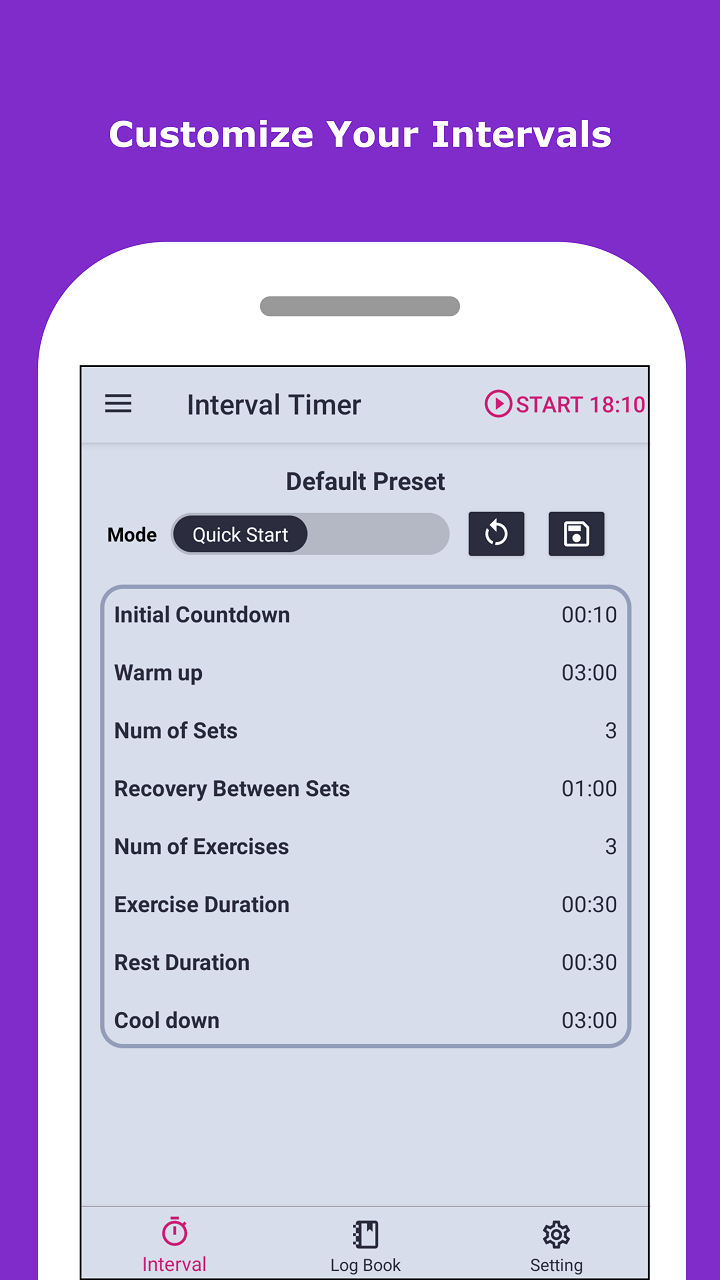 Customize Your Intervals
Interval Timer
START 18:10
Default Preset
Mode Quick Start
Initial Countdown 00:10
Warm up 03:00
Num of Sets 3
Recovery Between Sets 01:00
Num of Exercises 3
Exercise Duration 00:30
Rest Duration 00:30
Cool down 03:00
Interval Log Book Setting